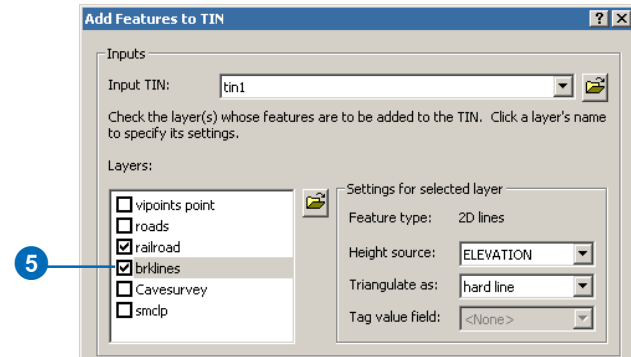 Add Features to TIN
Inputs
Input TIN: tin1
Check the layer(s) whose features are to be added to the TIN. Click a layer's name
to specify its settings.
Layers:
vipoints point
roads
railroad
brklines
Cavesurvey
smclp
5
Settings for selected layer
Feature type: 2D lines
Height source: ELEVATION
Triangulate as: hard line
Tag value field: <None>